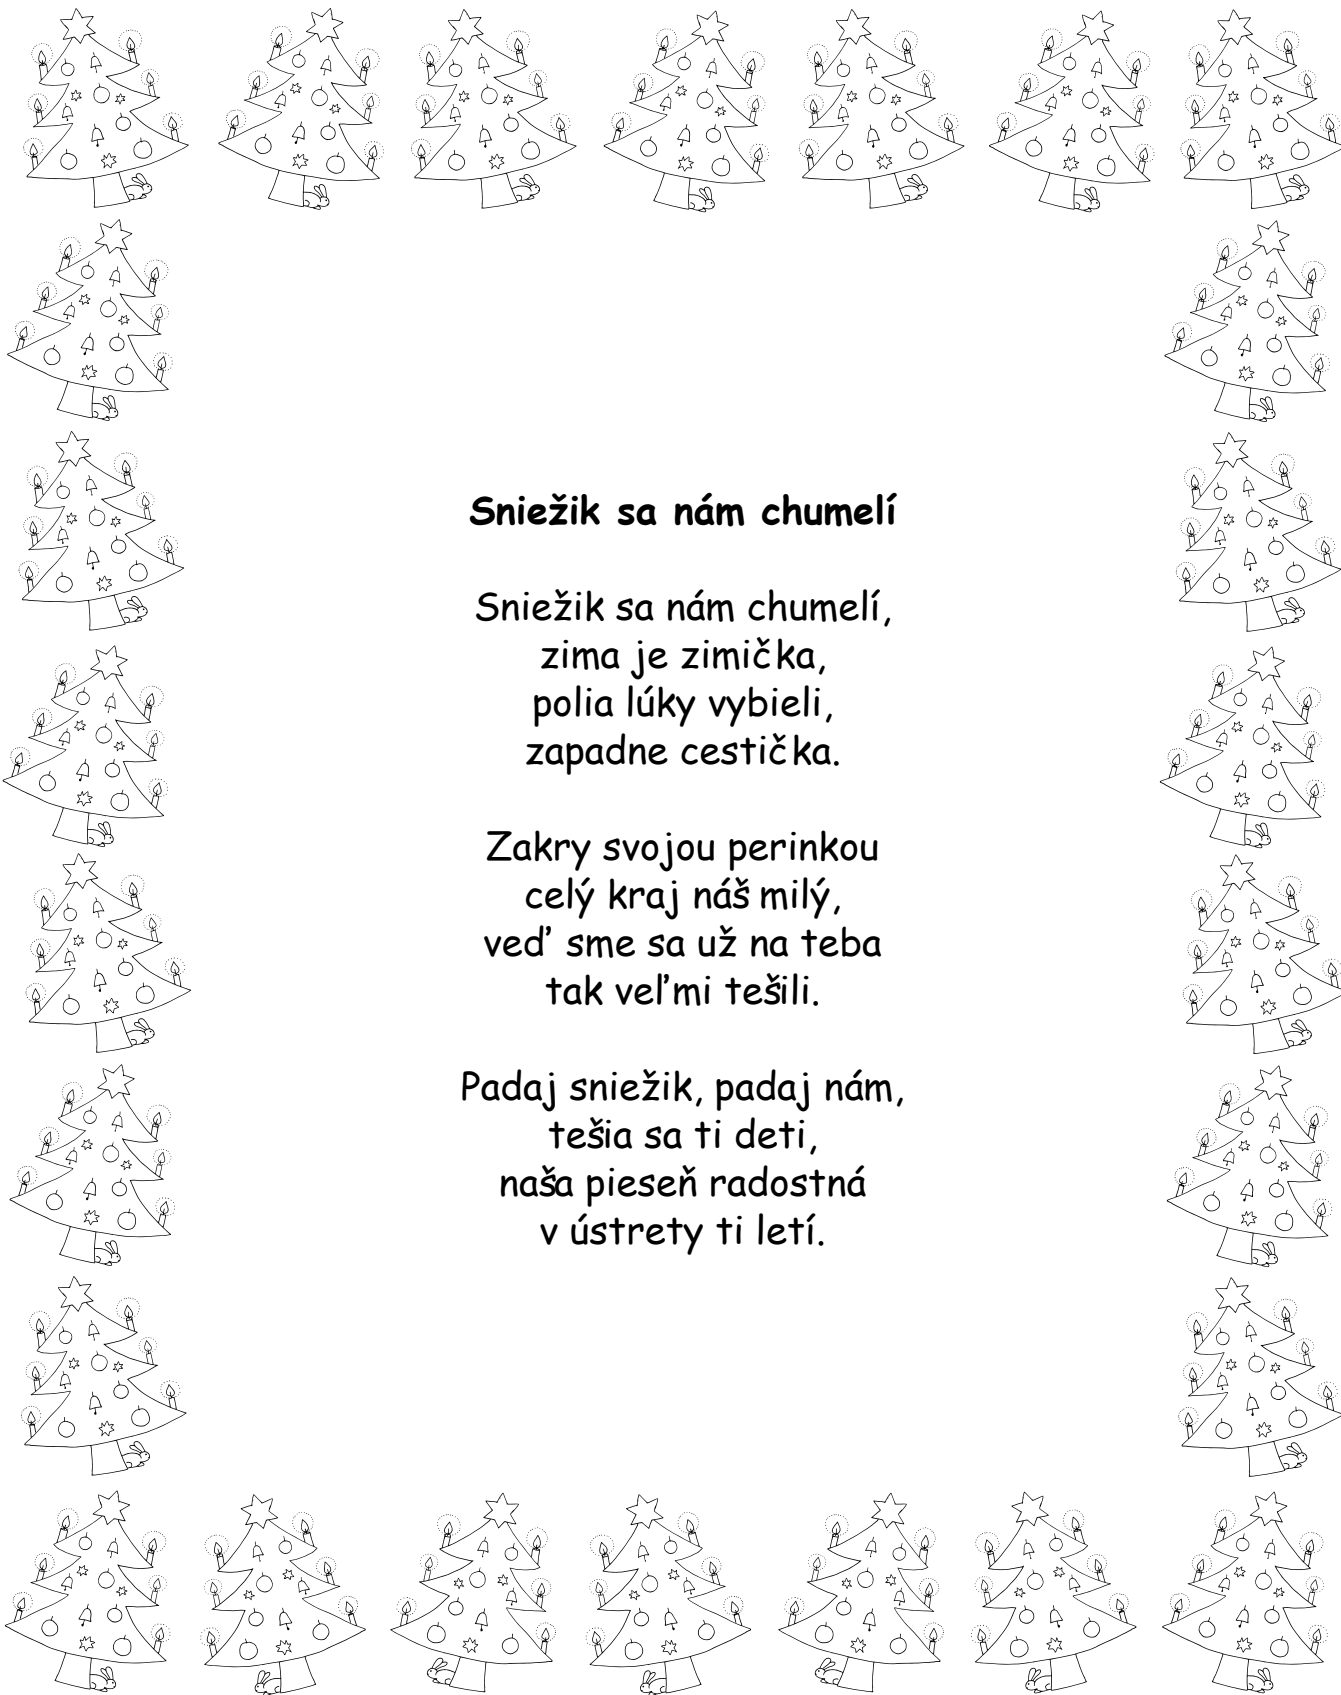 Sniežik sa nám chumelí
Sniežik sa nám chumelí,
zima je zimička,
polia lúky vybieli,
zapadne cestička.
Zakry svojou perinkou
celý kraj náš milý,
veď sme sa už na teba
tak veľmi tešili.
Padaj sniežik, padaj nám,
tešia sa ti deti,
naša pieseň radostná
v ústrety ti letí.